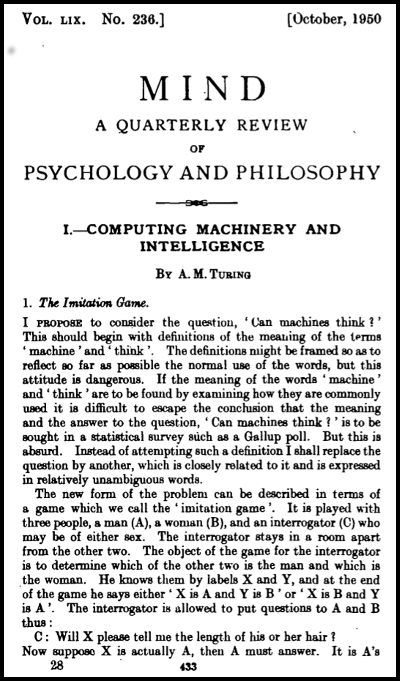 VOL. LIX. No. 236.] [October, 1950
MIND
A QUARTERLY REVIEW
OF
PSYCHOLOGY AND PHILOSOPHY
I.—COMPUTING MACHINERY AND
INTELLIGENCE
BY A. M. TURING
1. The Imitation Game.
I PROPOSE to consider the question, ‘ Can machines think ? ’
This should begin with definitions of the meaning of the terms
‘ machine ’ and ‘ think ’. The definitions might be framed so as to
reflect so far as possible the normal use of the words, but this
attitude is dangerous. If the meaning of the words ‘ machine ’
and ‘ think ’ are to be found by examining how they are commonly
used it is difficult to escape the conclusion that the meaning
and the answer to the question, ‘ Can machines think ? ’ is to be
sought in a statistical survey such as a Gallup poll. But this is
absurd. Instead of attempting such a definition I shall replace the
question by another, which is closely related to it and is expressed
in relatively unambiguous words.
The new form of the problem can be described in terms of
a game which we call the ‘ imitation game ’. It is played with
three people, a man (A), a woman (B), and an interrogator (C) who
may be of either sex. The interrogator stays in a room apart
from the other two. The object of the game for the interrogator
is to determine which of the other two is the man and which is
the woman. He knows them by labels X and Y, and at the end
of the game he says either ‘ X is A and Y is B ’ or ‘ X is B and Y
is A ’. The interrogator is allowed to put questions to A and B
thus :
C : Will X please tell me the length of his or her hair ?
Now suppose X is actually A, then A must answer. It is A's
28 433